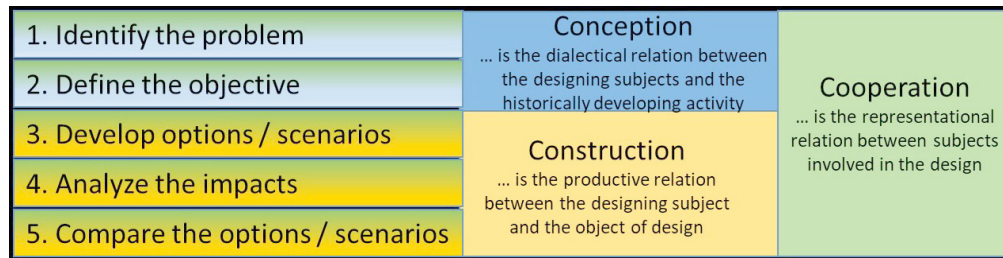 1. Identify the problem
2. Define the objective
3. Develop options / scenarios
4. Analyze the impacts
5. Compare the options / scenarios
Conception
... is the dialectical relation between
the designing subjects and the
historically developing activity
Construction
... is the productive relation
between the designing subject
and the object of design
Cooperation
... is the representational
relation between subjects
involved in the design